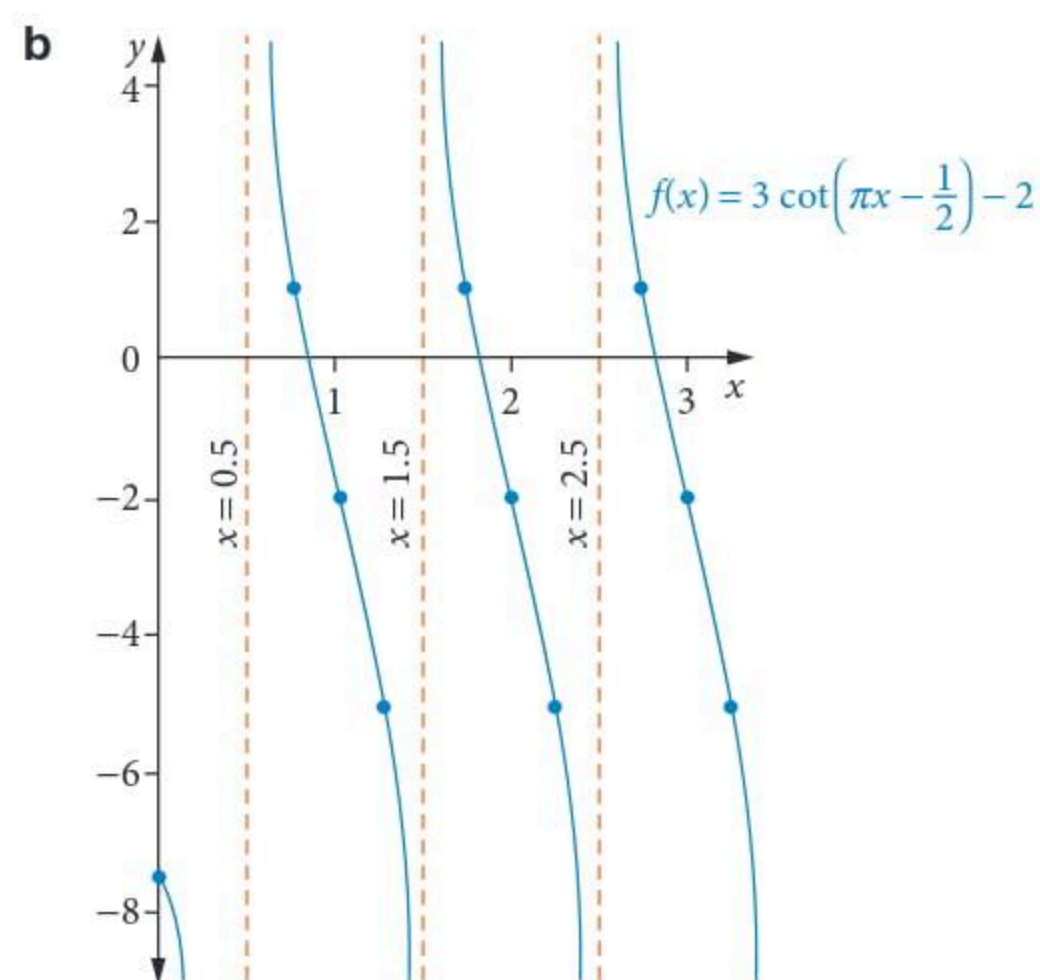 b
y
4
f(x) = 3 cot(πx − 1/2) − 2
2
0
1
2
3
x
x = 0.5
x = 1.5
x = 2.5
−2
−4
−6
−8